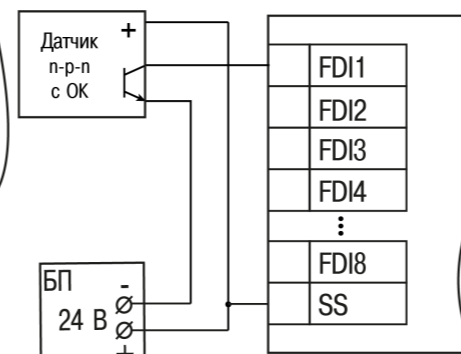 Датчик
n-p-n
с ОК
+
FDI1
FDI2
FDI3
FDI4
FDI8
SS
БП
-
24 В
+